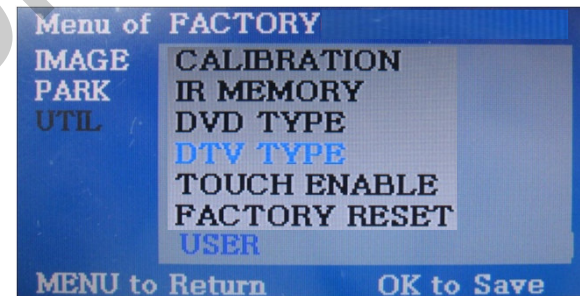 Menu of FACTORY
IMAGE CALIBRATION
PARK IR MEMORY
UTIL DVD TYPE
DTV TYPE
TOUCH ENABLE
FACTORY RESET
USER
MENU to Return OK to Save